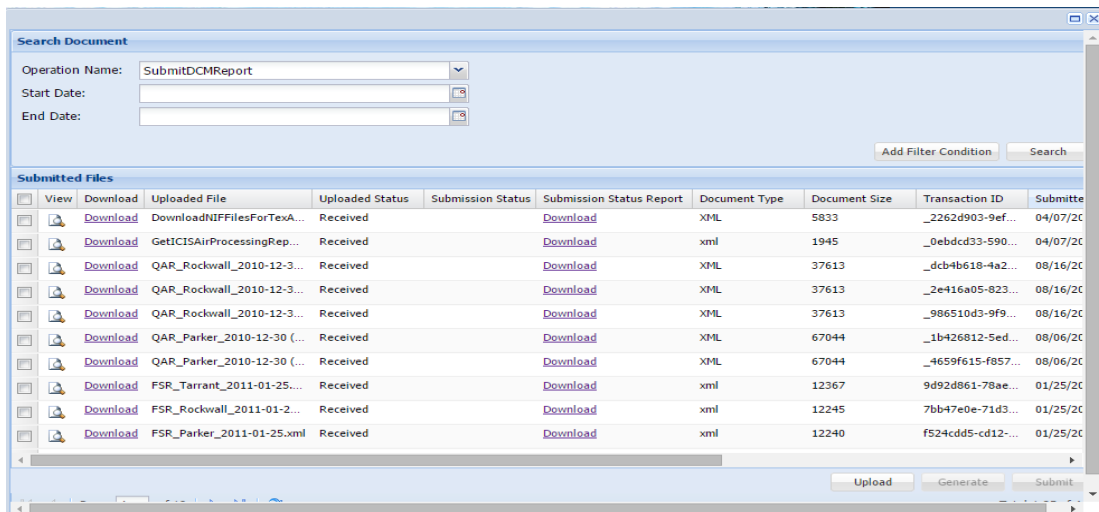 Search Document
Operation Name: SubmitDCMReport
Start Date:
End Date:
Add Filter Condition Search
Submitted Files
View Download Uploaded File Uploaded Status Submission Status Submission Status Report Document Type Document Size Transaction ID Submitte
Download DownloadNIFFilesForTexA... Received Download XML 5833 _2262d903-9ef... 04/07/20
Download GetICISAirProcessingRep... Received Download xml 1945 _0ebdcd33-590... 04/07/20
Download QAR_Rockwall_2010-12-3... Received Download XML 37613 _dcb4b618-4a2... 08/16/20
Download QAR_Rockwall_2010-12-3... Received Download XML 37613 _2e416a05-823... 08/16/20
Download QAR_Rockwall_2010-12-3... Received Download XML 37613 _986510d3-9f9... 08/16/20
Download QAR_Parker_2010-12-30 (... Received Download XML 67044 _1b426812-5ed... 08/06/20
Download QAR_Parker_2010-12-30 (... Received Download XML 67044 _4659f615-f857... 08/06/20
Download FSR_Tarrant_2011-01-25.... Received Download xml 12367 9d92d861-78ae... 01/25/20
Download FSR_Rockwall_2011-01-2... Received Download xml 12245 7bb47e0e-71d3... 01/25/20
Download FSR_Parker_2011-01-25.xml Received Download xml 12240 f524cdd5-cd12-... 01/25/20
Upload Generate Submit